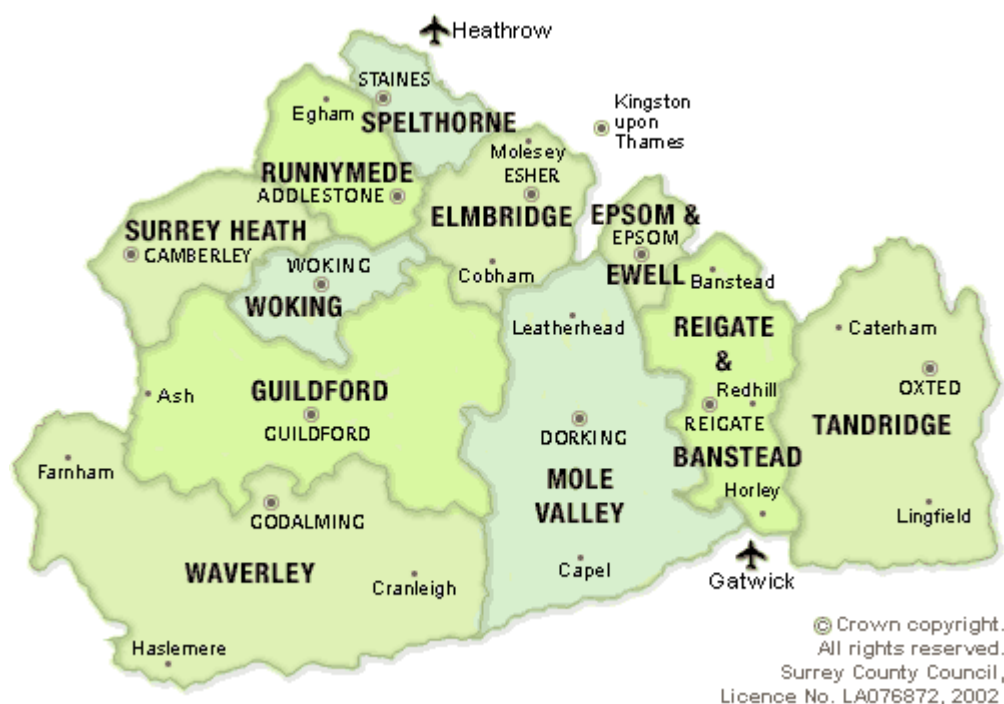 Heathrow
STAINES
Egham
SPELTHORNE
Kingston
upon
Thames
Molesey
RUNNYMEDE
ESHER
ADDLESTONE
ELMBRIDGE
EPSOM &
SURREY HEATH
EPSOM
CAMBERLEY
WOKING
Cobham
EWELL
Banstead
WOKING
Leatherhead
REIGATE
&
Caterham
Ash
GUILDFORD
Redhill
OXTED
GUILDFORD
DORKING
REIGATE
TANDRIDGE
Farnham
MOLE
VALLEY
BANSTEAD
Horley
GODALMING
Lingfield
WAVERLEY
Cranleigh
Capel
Gatwick
Haslemere
© Crown copyright.
All rights reserved.
Surrey County Council,
Licence No. LA076872, 2002